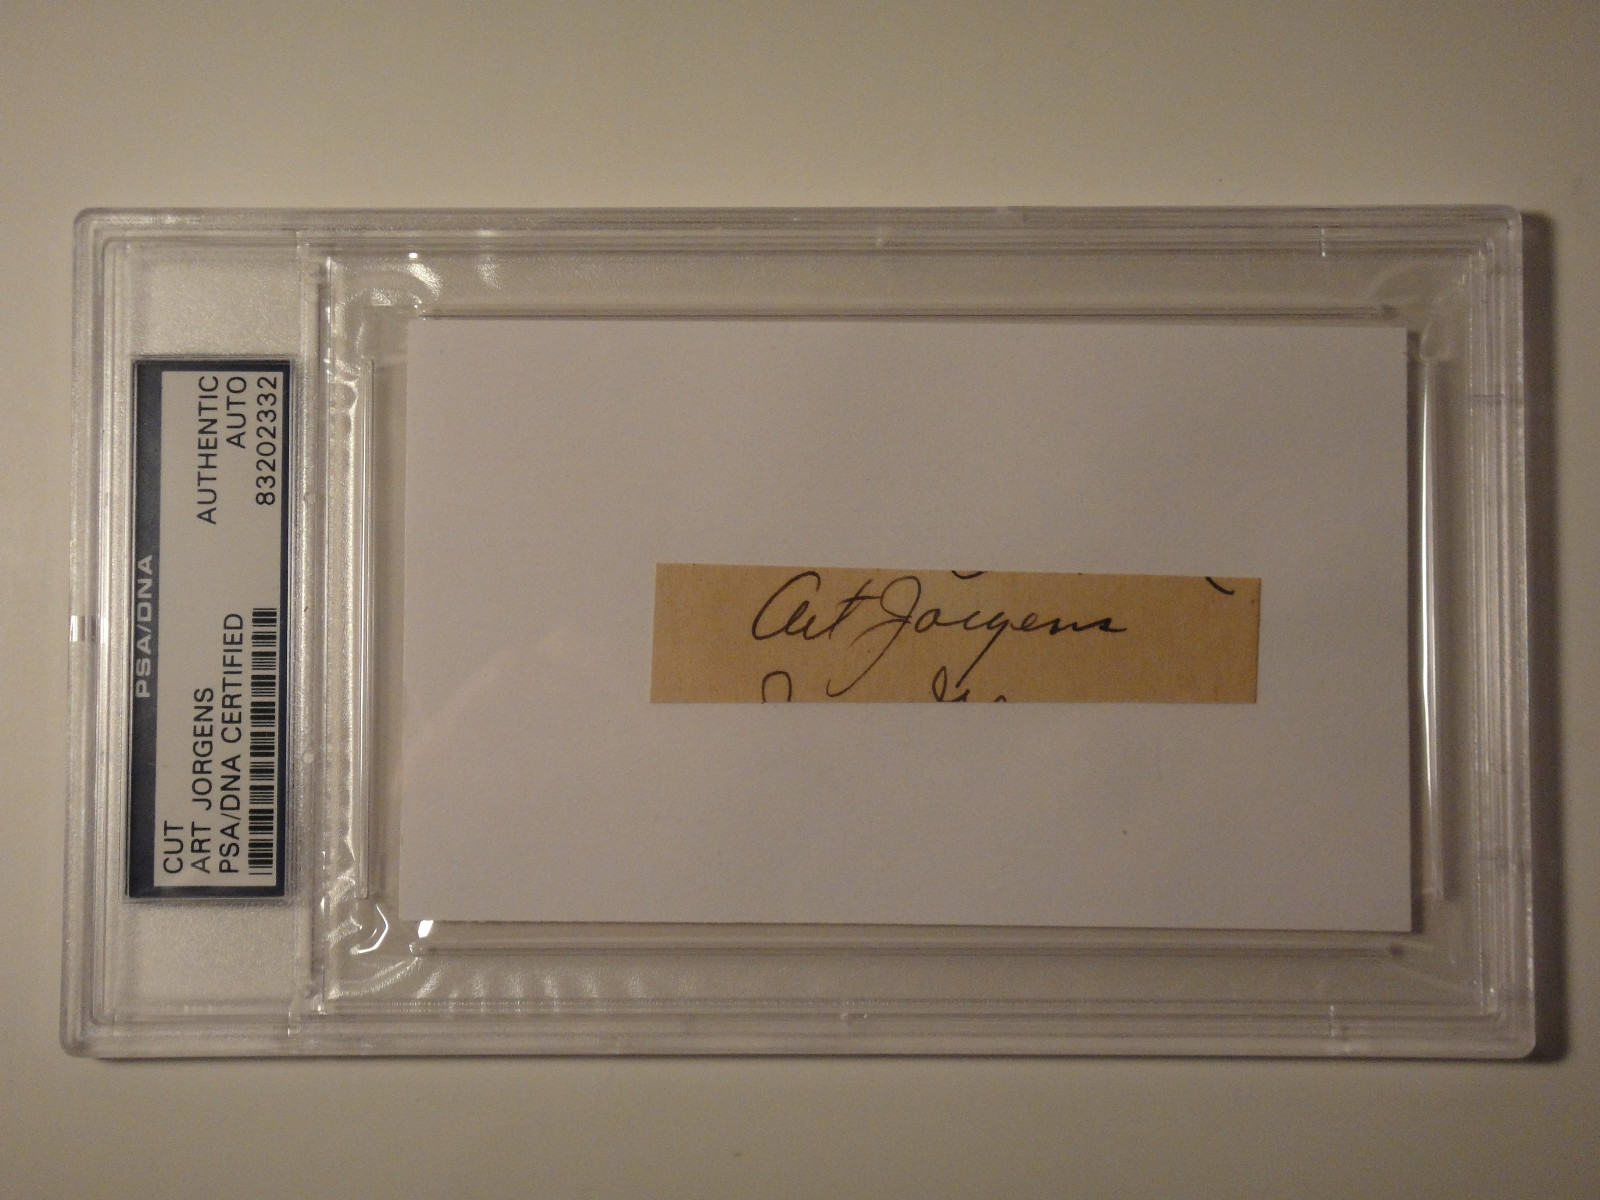 PSA/DNA
CUT
ART JORGENS
PSA/DNA CERTIFIED
AUTHENTIC
AUTO
83202332
Art Jorgens